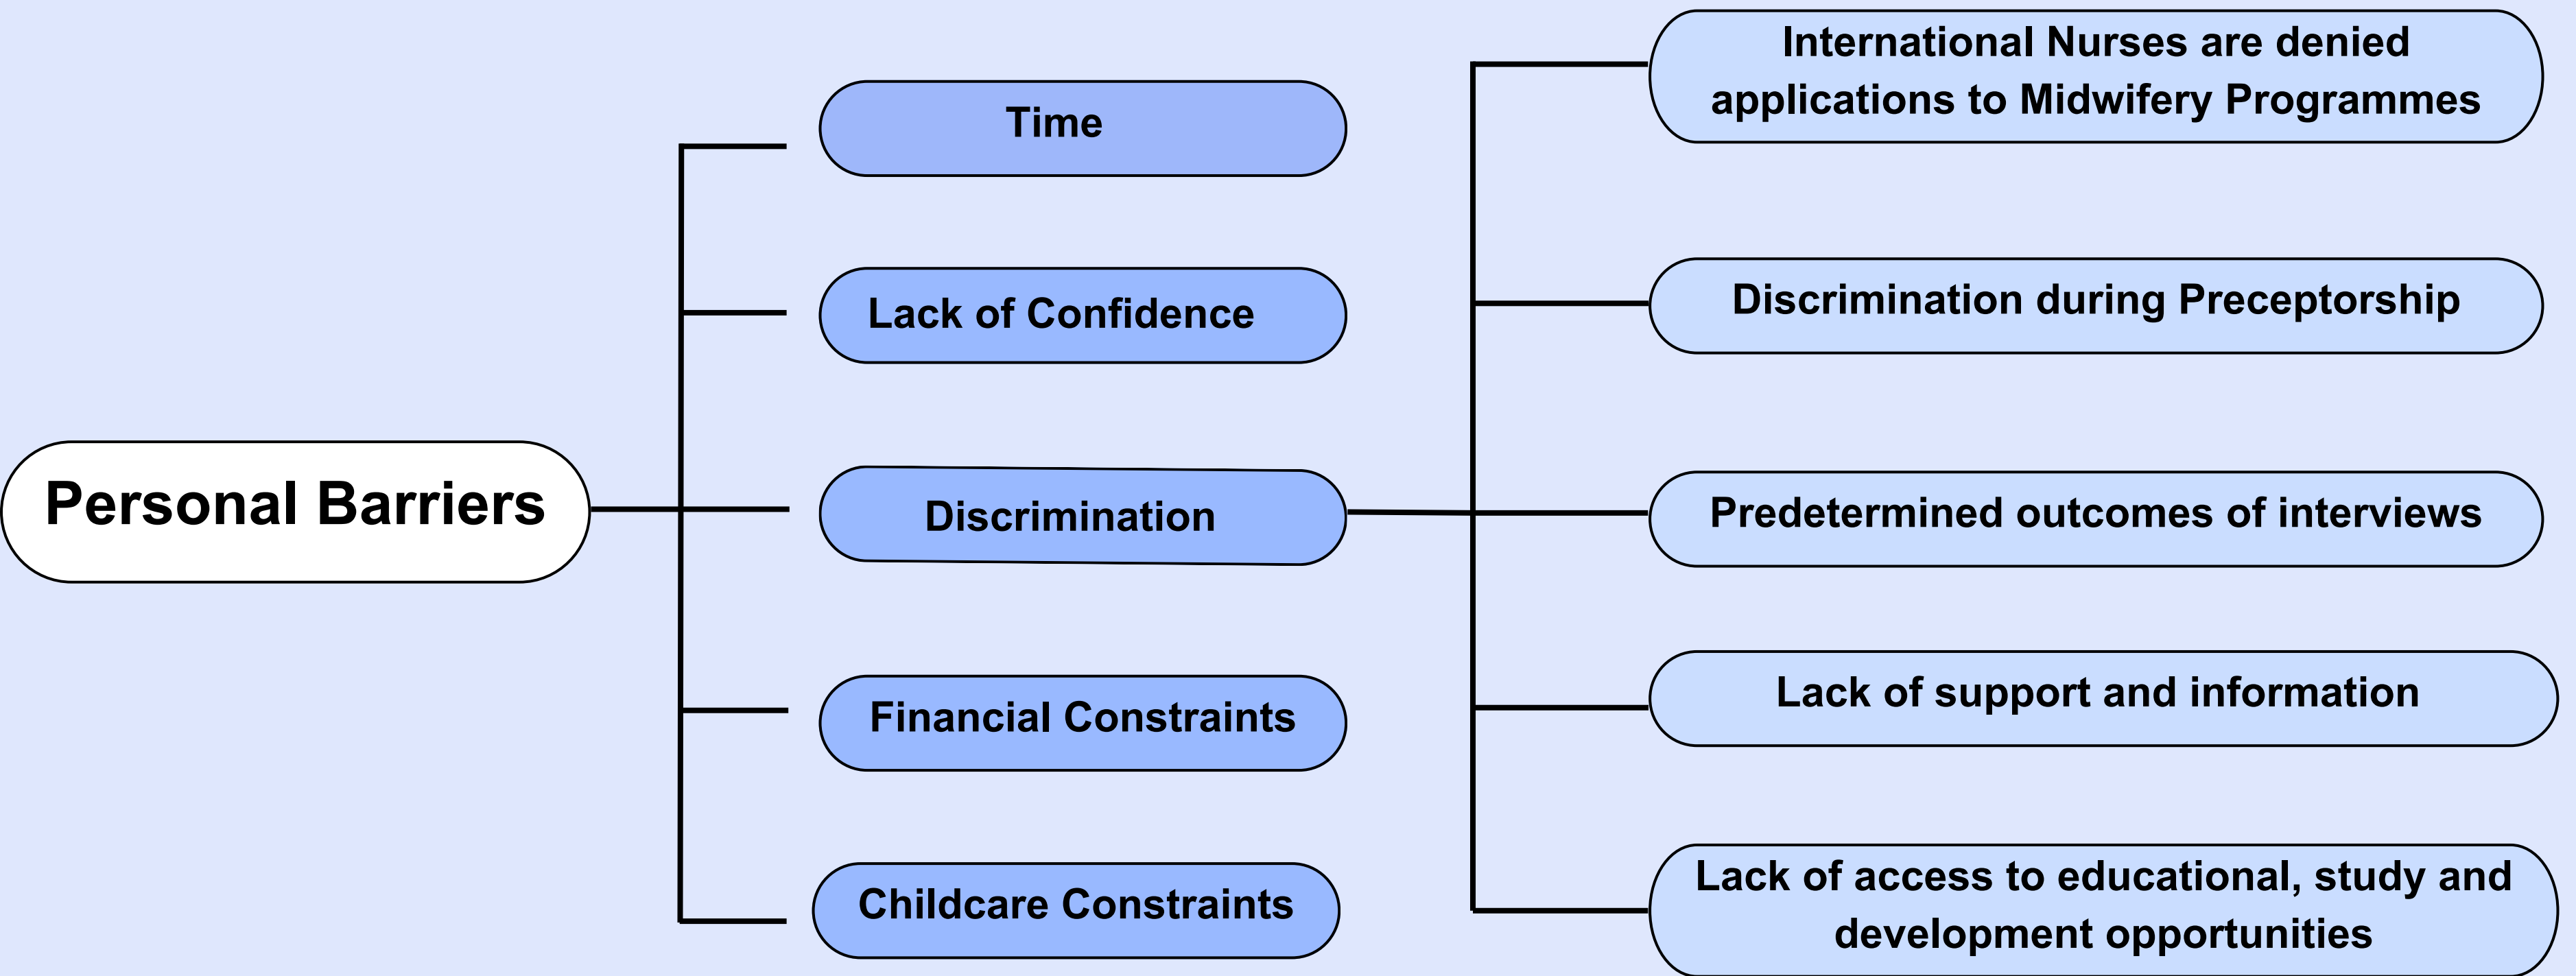 Personal Barriers
Time
Lack of Confidence
Discrimination
Financial Constraints
Childcare Constraints
International Nurses are denied
applications to Midwifery Programmes
Discrimination during Preceptorship
Predetermined outcomes of interviews
Lack of support and information
Lack of access to educational, study and
development opportunities